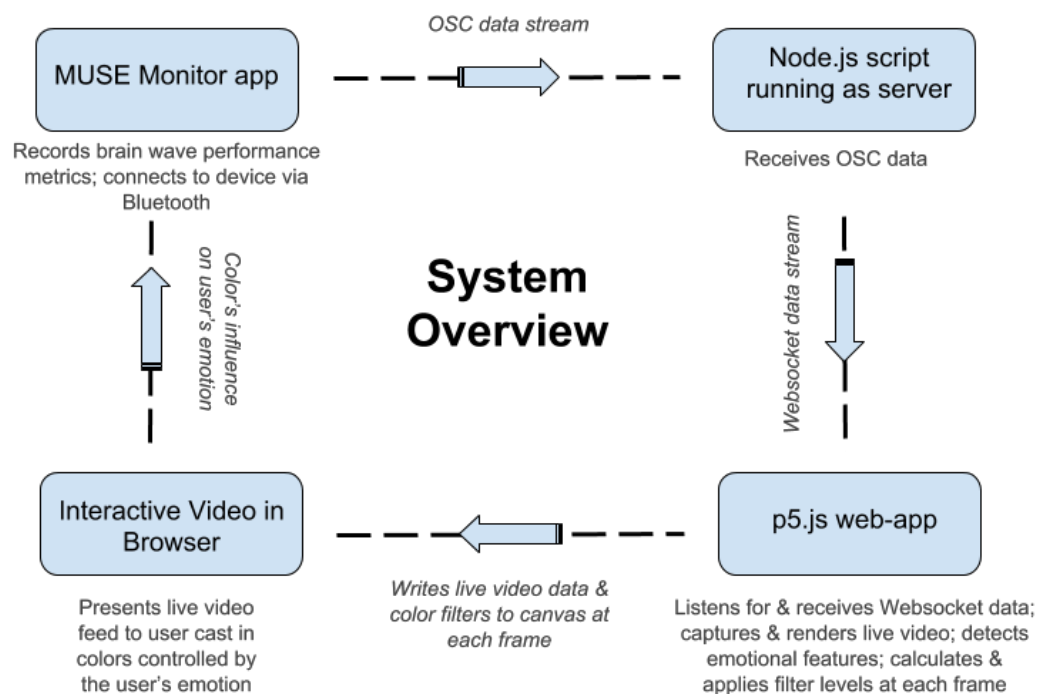 OSC data stream
MUSE Monitor app
Node.js script
running as server
Records brain wave performance
metrics; connects to device via
Bluetooth
Receives OSC data
Color's influence
on user's emotion
System
Overview
Websocket data stream
Interactive Video in
Browser
p5.js web-app
Presents live video
feed to user cast in
colors controlled by
the user's emotion
Writes live video data &
color filters to canvas at
each frame
Listens for & receives Websocket data;
captures & renders live video; detects
emotional features; calculates &
applies filter levels at each frame